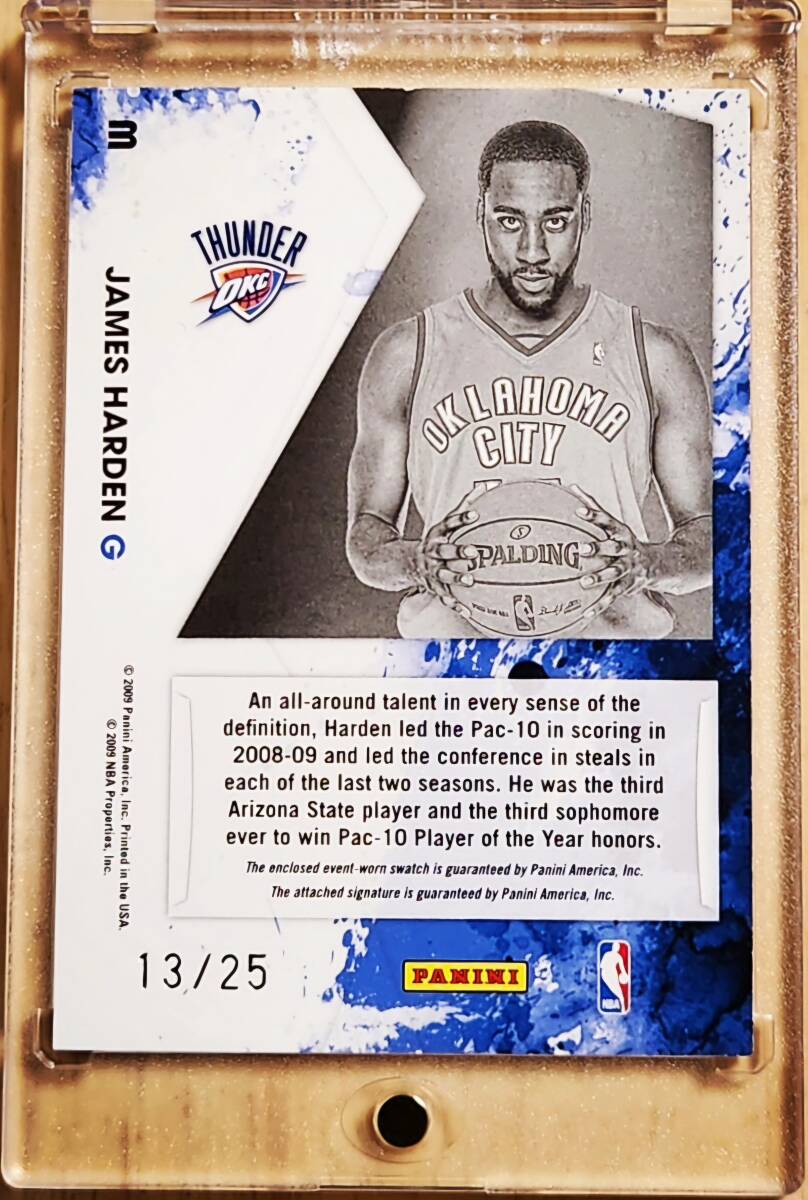 3
THUNDER
OKC
JAMES HARDEN G
OKLAHOMA
CITY
SPALDING
An all-around talent in every sense of the
definition, Harden led the Pac-10 in scoring in
2008-09 and led the conference in steals in
each of the last two seasons. He was the third
Arizona State player and the third sophomore
ever to win Pac-10 Player of the Year honors.
The enclosed event-worn swatch is guaranteed by Panini America, Inc.
The attached signature is guaranteed by Panini America, Inc.
© 2009 Panini America, Inc. Printed in the USA.
© 2009 NBA Properties, Inc.
13/25
PANINI
NBA